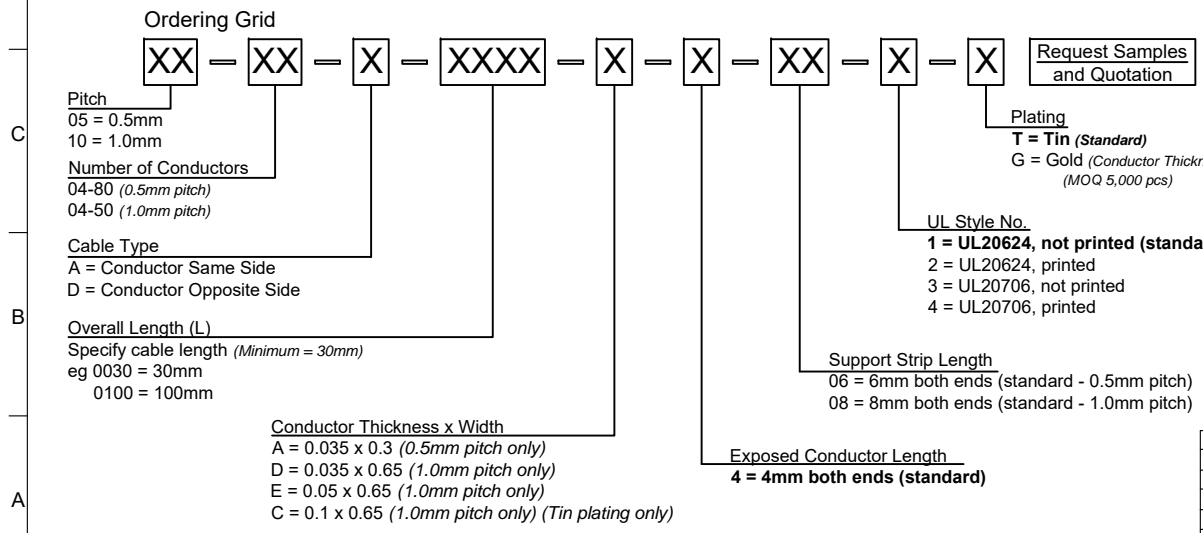 Ordering Grid
XX - XX - X - XXXX - X - X - XX - X - X
Request Samples
and Quotation
Pitch
05 = 0.5mm
10 = 1.0mm
Number of Conductors
04-80 (0.5mm pitch)
04-50 (1.0mm pitch)
Cable Type
A = Conductor Same Side
D = Conductor Opposite Side
Overall Length (L)
Specify cable length (Minimum = 30mm)
eg 0030 = 30mm
0100 = 100mm
Conductor Thickness x Width
A = 0.035 x 0.3 (0.5mm pitch only)
D = 0.035 x 0.65 (1.0mm pitch only)
E = 0.05 x 0.65 (1.0mm pitch only)
C = 0.1 x 0.65 (1.0mm pitch only) (Tin plating only)
Exposed Conductor Length
4 = 4mm both ends (standard)
Support Strip Length
06 = 6mm both ends (standard - 0.5mm pitch)
08 = 8mm both ends (standard - 1.0mm pitch)
UL Style No.
1 = UL20624, not printed (standa
2 = UL20624, printed
3 = UL20706, not printed
4 = UL20706, printed
Plating
T = Tin (Standard)
G = Gold (Conductor Thickn
(MOQ 5,000 pcs)
C
B
A